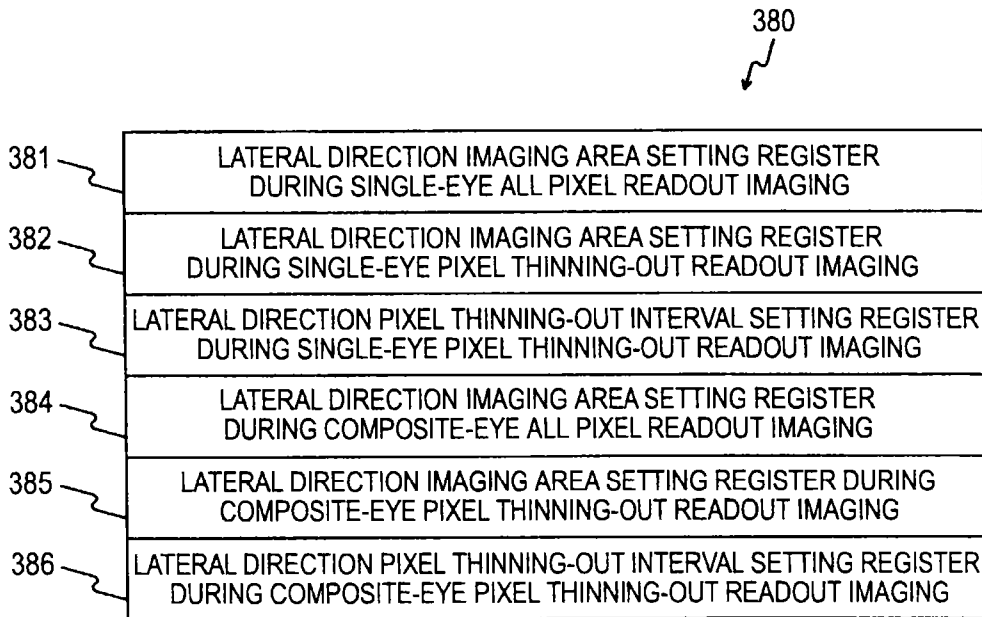 380
381
LATERAL DIRECTION IMAGING AREA SETTING REGISTER
DURING SINGLE-EYE ALL PIXEL READOUT IMAGING
382
LATERAL DIRECTION IMAGING AREA SETTING REGISTER
DURING SINGLE-EYE PIXEL THINNING-OUT READOUT IMAGING
383
LATERAL DIRECTION PIXEL THINNING-OUT INTERVAL SETTING REGISTER
DURING SINGLE-EYE PIXEL THINNING-OUT READOUT IMAGING
384
LATERAL DIRECTION IMAGING AREA SETTING REGISTER
DURING COMPOSITE-EYE ALL PIXEL READOUT IMAGING
385
LATERAL DIRECTION IMAGING AREA SETTING REGISTER DURING
COMPOSITE-EYE PIXEL THINNING-OUT READOUT IMAGING
386
LATERAL DIRECTION PIXEL THINNING-OUT INTERVAL SETTING REGISTER
DURING COMPOSITE-EYE PIXEL THINNING-OUT READOUT IMAGING